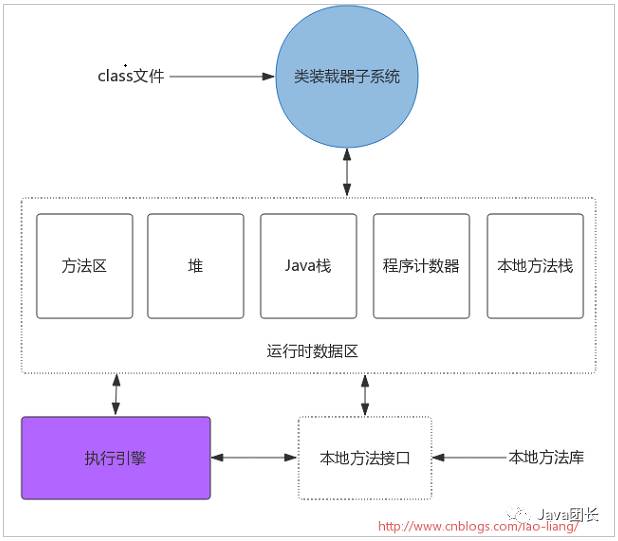 class文件
类装载器子系统
方法区
堆
Java栈
程序计数器
本地方法栈
运行时数据区
执行引擎
本地方法接口
本地方法库
Java团长
http://www.cnblogs.com/lao-liang/